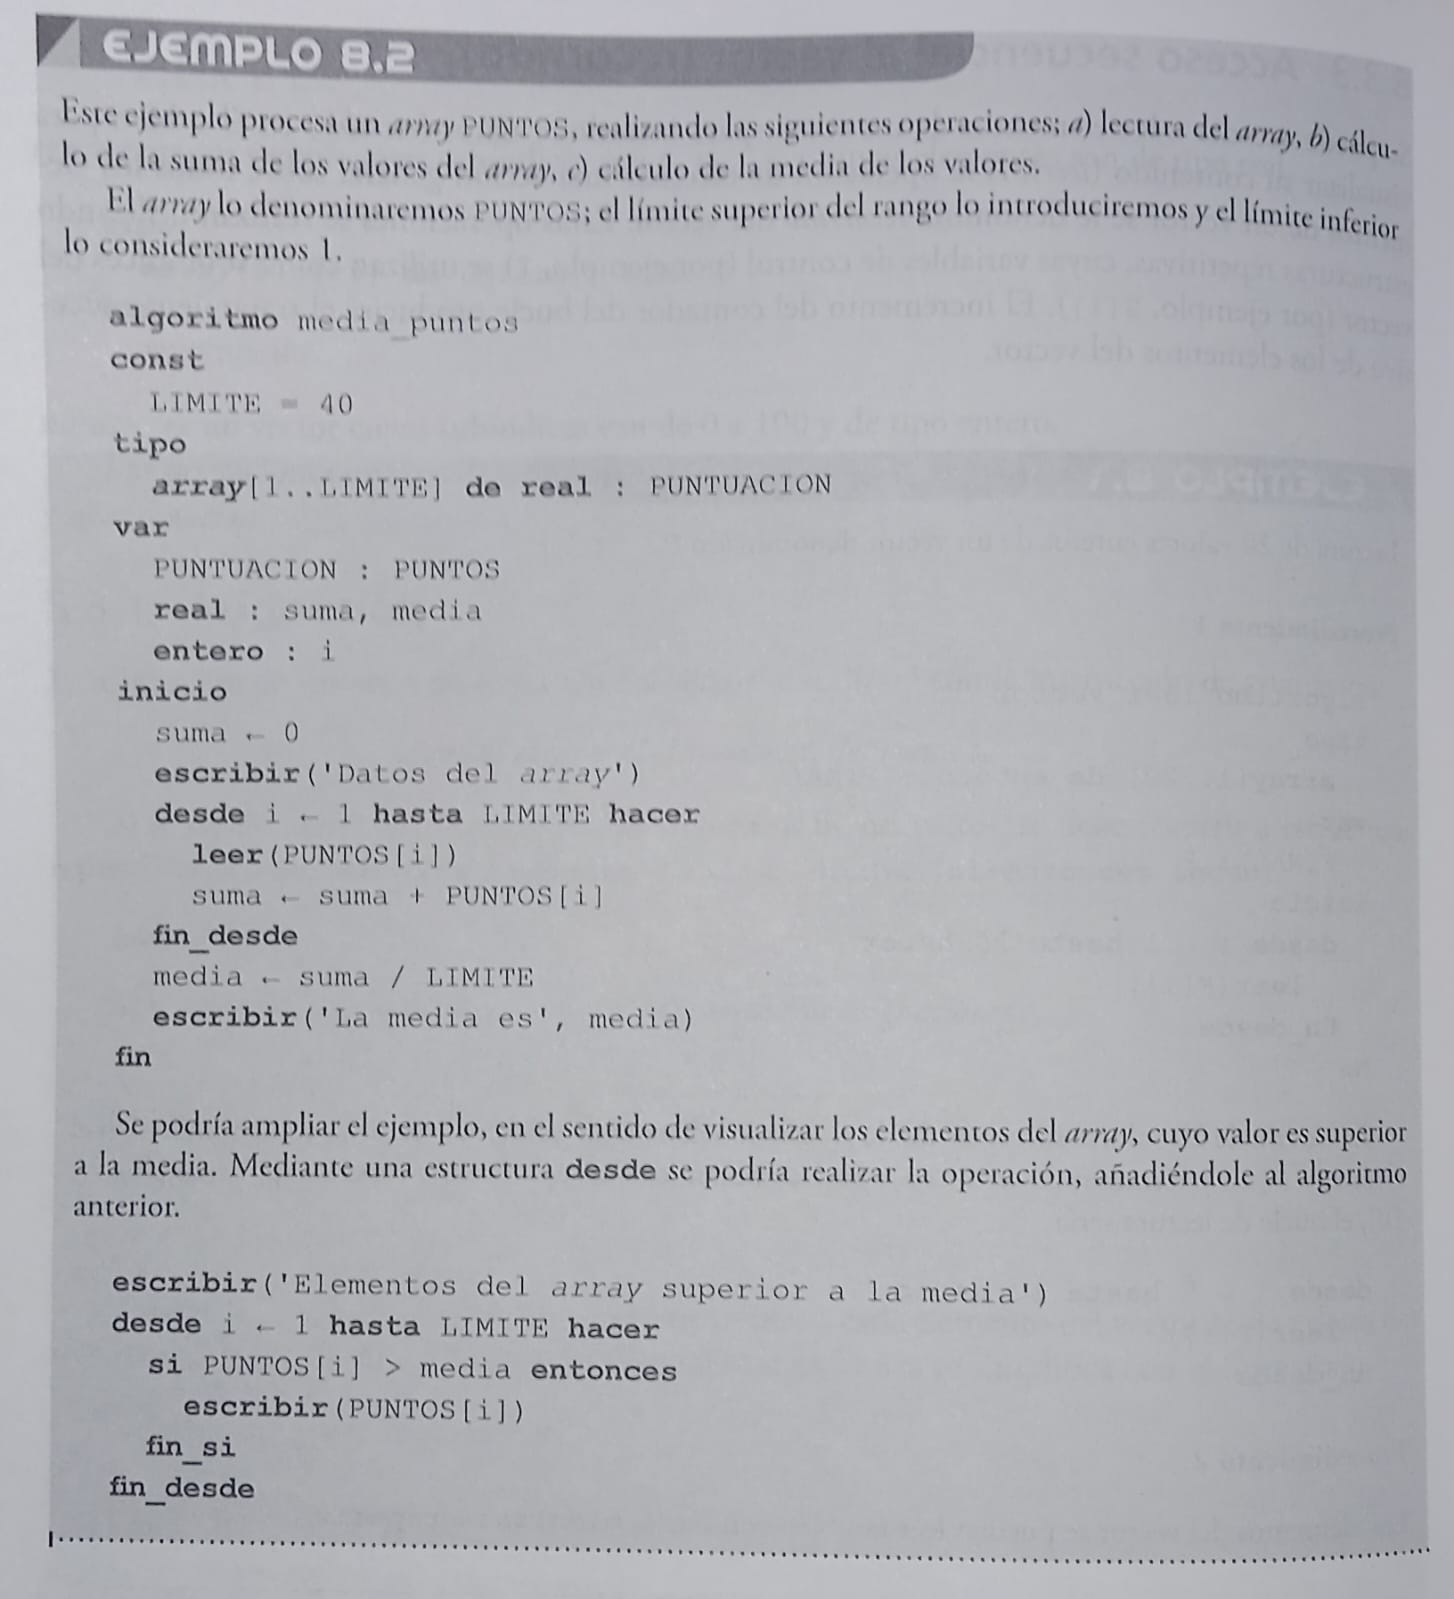 EJEMPLO 8.2
Este ejemplo procesa un array PUNTOS, realizando las siguientes operaciones; a) lectura del array, b) cálcu-
lo de la suma de los valores del array, c) cálculo de la media de los valores.
El array lo denominaremos PUNTOS; el límite superior del rango lo introduciremos y el límite inferior
lo consideraremos 1.
algoritmo media_puntos
const
LIMITE = 40
tipo
array[1..LIMITE] de real : PUNTUACION
var
PUNTUACION : PUNTOS
real : suma, media
entero : i
inicio
suma ← 0
escribir('Datos del array')
desde i ← 1 hasta LIMITE hacer
leer(PUNTOS[i])
suma ← suma + PUNTOS[i]
fin_desde
media ← suma / LIMITE
escribir('La media es', media)
fin
Se podría ampliar el ejemplo, en el sentido de visualizar los elementos del array, cuyo valor es superior
a la media. Mediante una estructura desde se podría realizar la operación, añadiéndole al algoritmo
anterior.
escribir('Elementos del array superior a la media')
desde i ← 1 hasta LIMITE hacer
si PUNTOS[i] > media entonces
escribir(PUNTOS[i])
fin_si
fin_desde